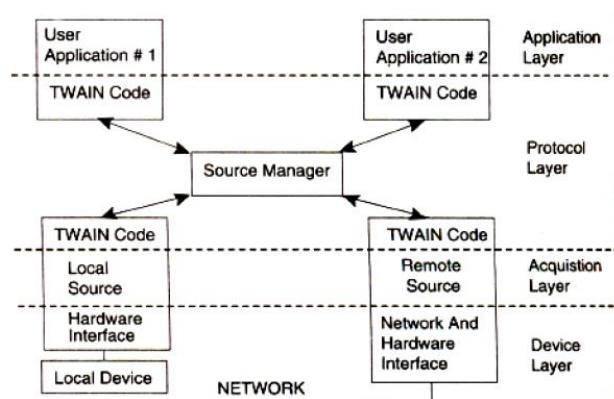 User
Application # 1
TWAIN Code
User
Application # 2
TWAIN Code
Application
Layer
Source Manager
Protocol
Layer
TWAIN Code
Local
Source
Hardware
Interface
Local Device
TWAIN Code
Remote
Source
Network And
Hardware
Interface
Acquistion
Layer
Device
Layer
NETWORK